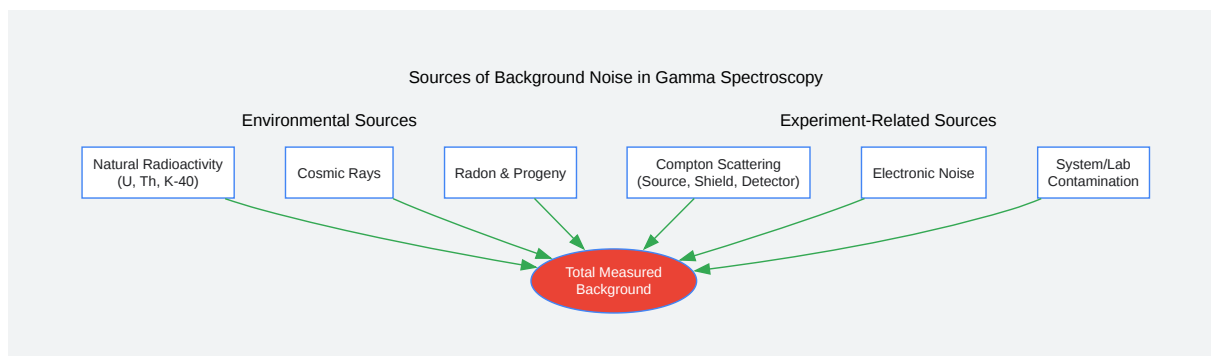 Sources of Background Noise in Gamma Spectroscopy
Environmental Sources
Experiment-Related Sources
Natural Radioactivity
(U, Th, K-40)
Cosmic Rays
Radon & Progeny
Compton Scattering
(Source, Shield, Detector)
Electronic Noise
System/Lab
Contamination
Total Measured
Background